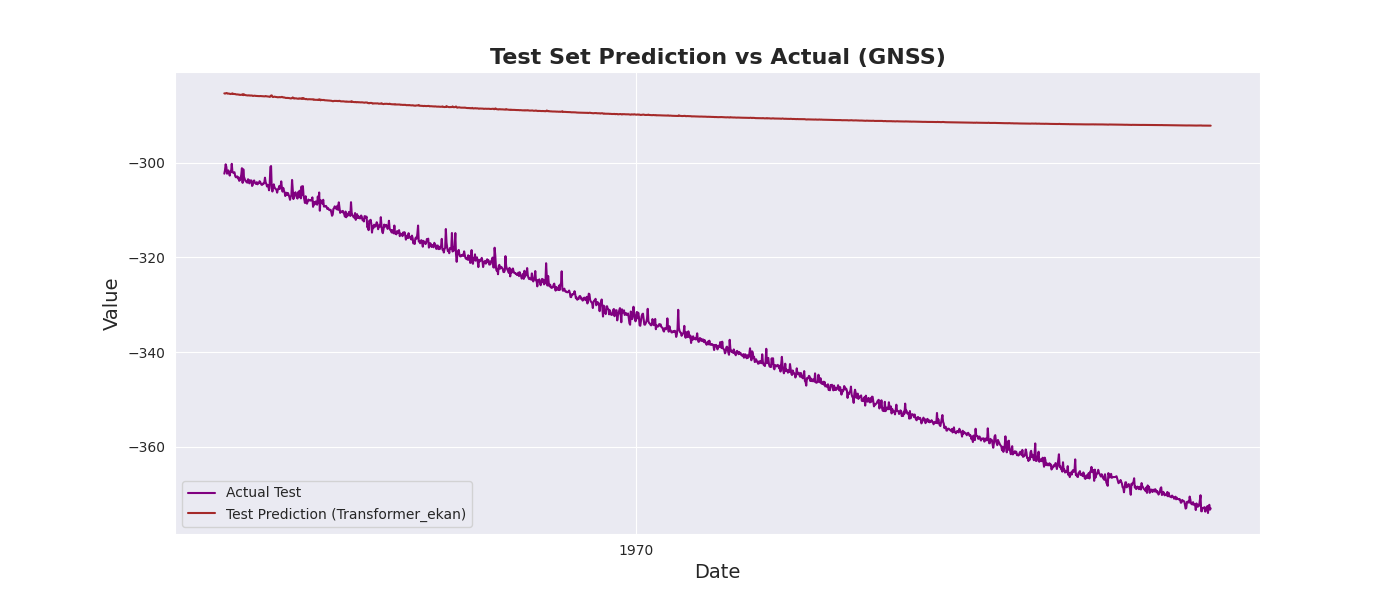 Test Set Prediction vs Actual (GNSS)
Value
−300
−320
−340
−360
Actual Test
Test Prediction (Transformer_ekan)
1970
Date